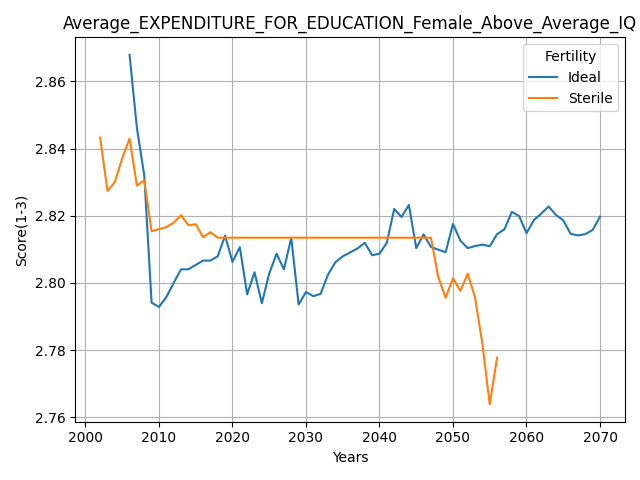 Average_EXPENDITURE_FOR_EDUCATION_Female_Above_Average_IQ
Fertility
Ideal
Sterile
2.86
2.84
2.82
2.80
2.78
2.76
Score(1-3)
2000 2010 2020 2030 2040 2050 2060 2070
Years